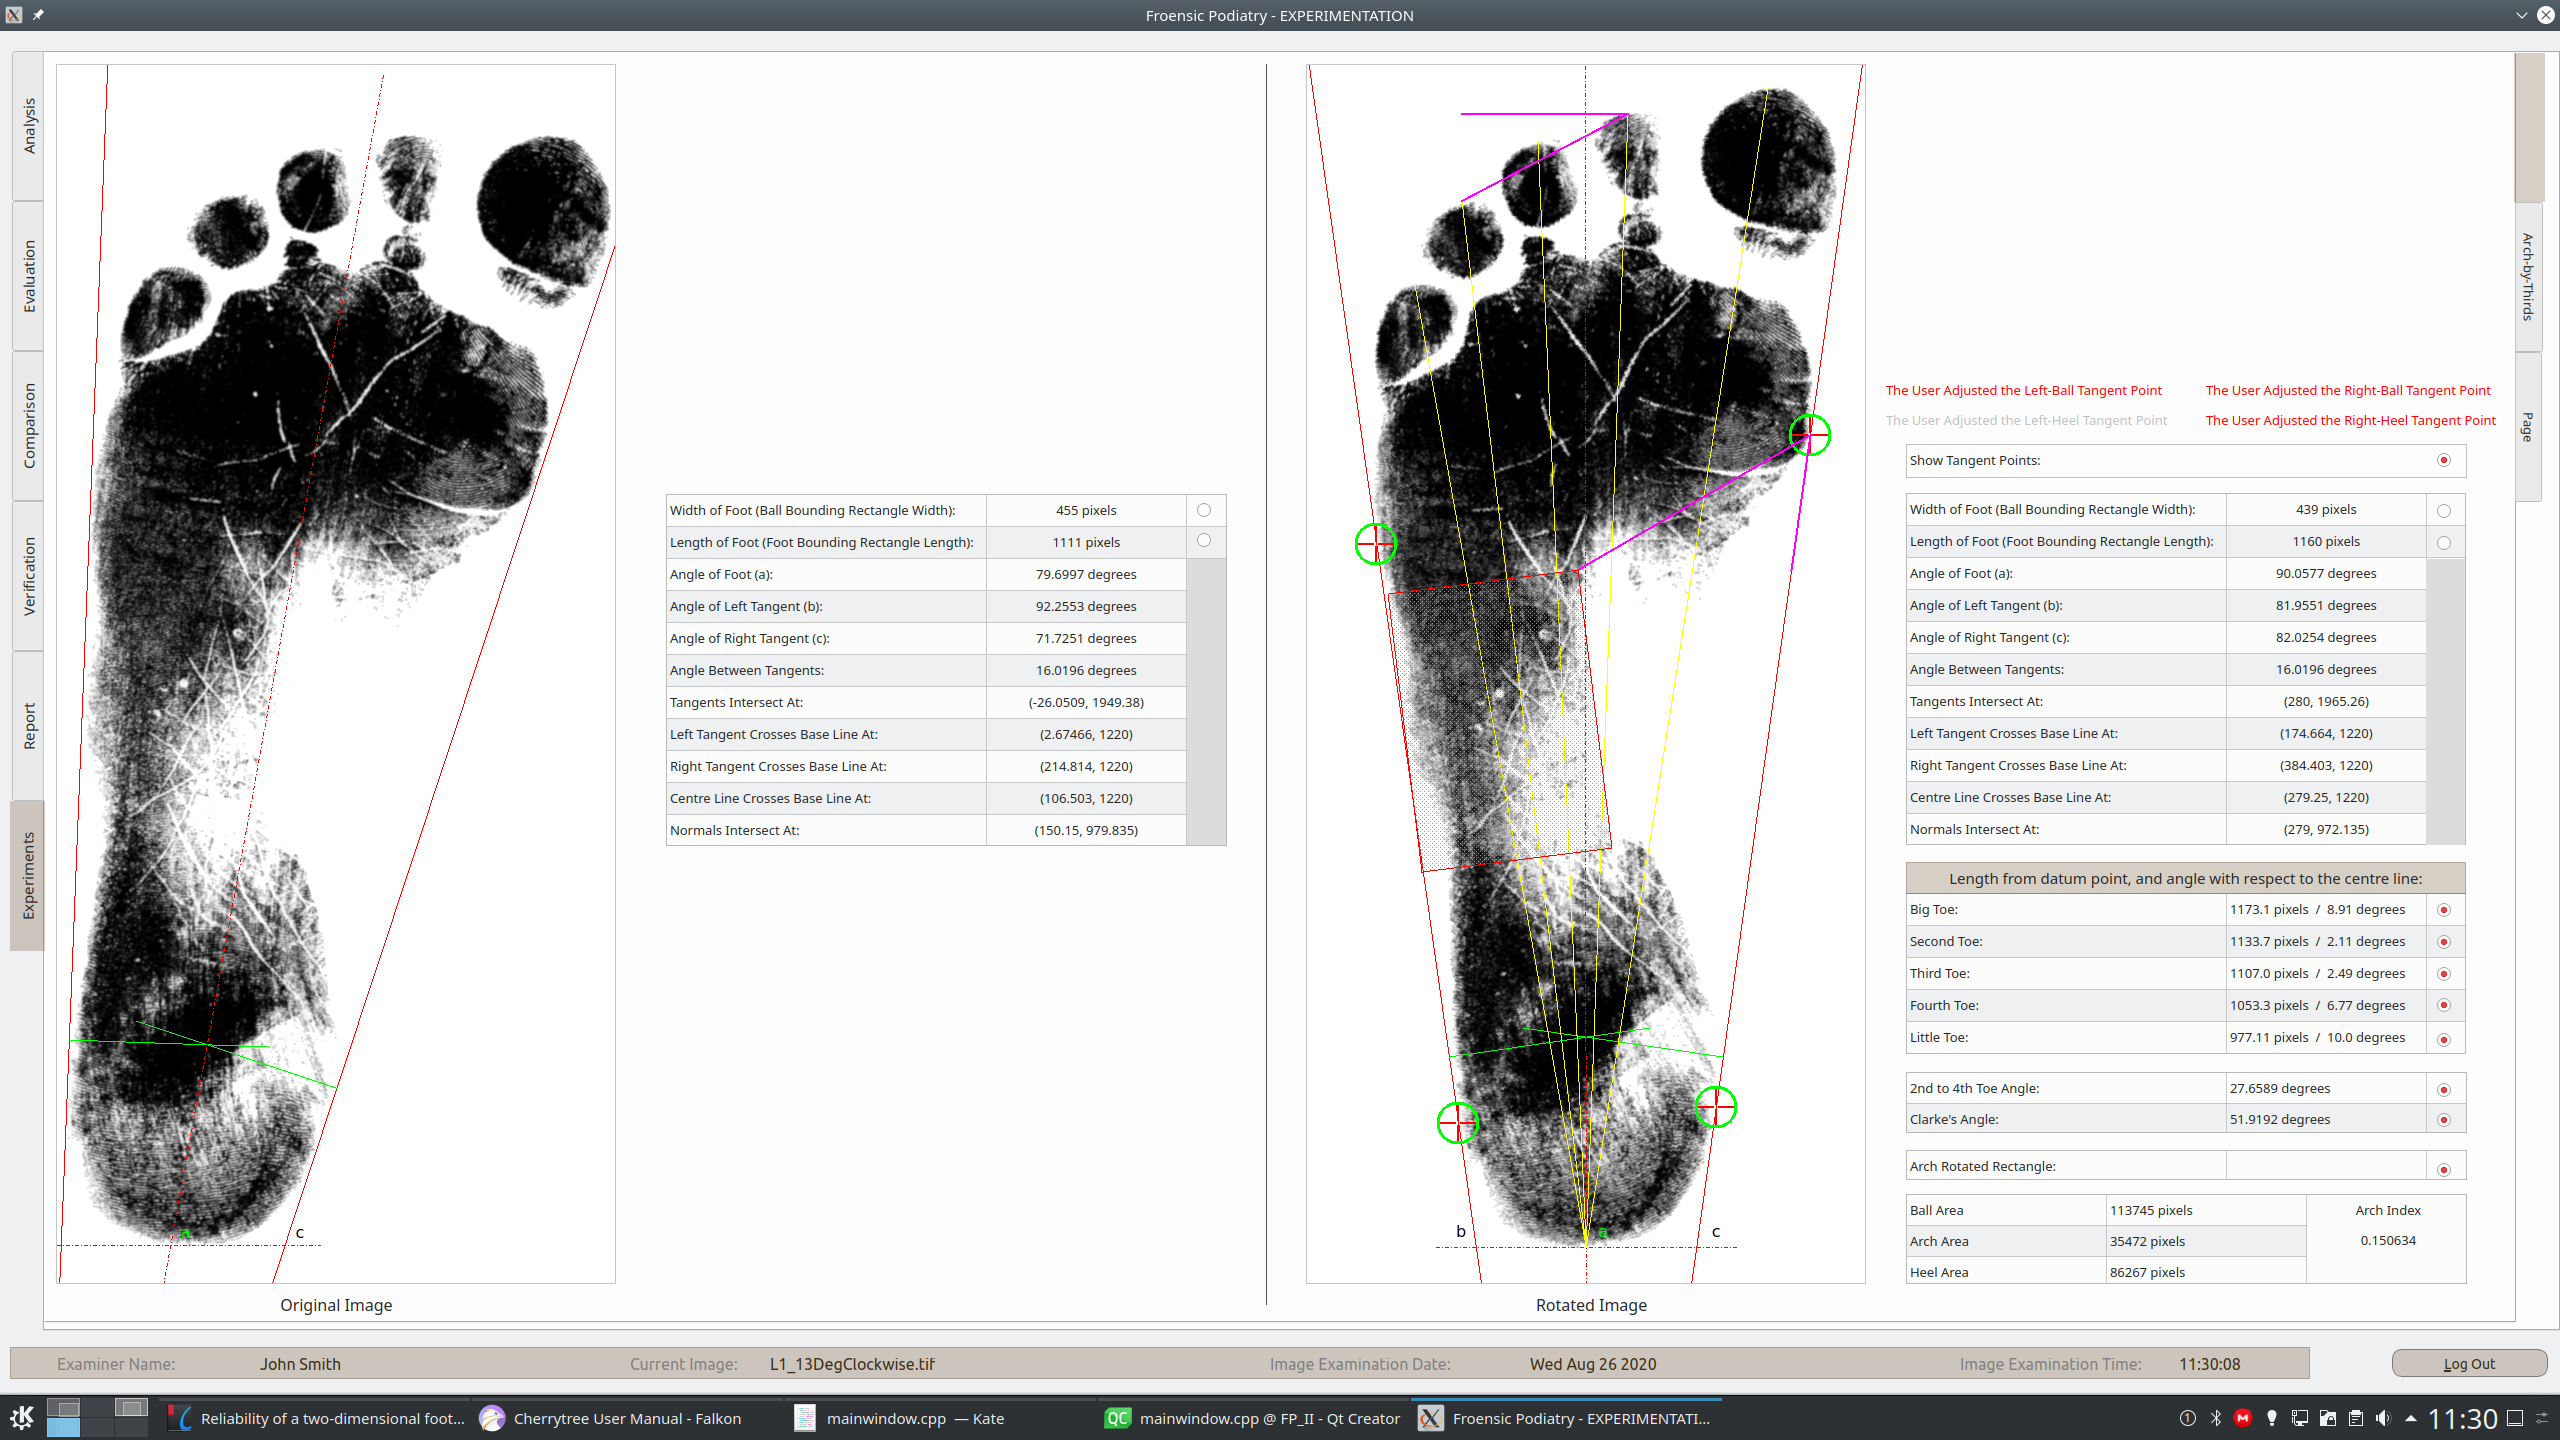 Froensic Podiatry - EXPERIMENTATION
Analysis
Evaluation
Comparison
Verification
Report
Experiments
a
c
Original Image
Width of Foot (Ball Bounding Rectangle Width): 455 pixels
Length of Foot (Foot Bounding Rectangle Length): 1111 pixels
Angle of Foot (a): 79.6997 degrees
Angle of Left Tangent (b): 92.2553 degrees
Angle of Right Tangent (c): 71.7251 degrees
Angle Between Tangents: 16.0196 degrees
Tangents Intersect At: (-26.0509, 1949.38)
Left Tangent Crosses Base Line At: (2.67466, 1220)
Right Tangent Crosses Base Line At: (214.814, 1220)
Centre Line Crosses Base Line At: (106.503, 1220)
Normals Intersect At: (150.15, 979.835)
b
a
c
Rotated Image
The User Adjusted the Left-Ball Tangent Point The User Adjusted the Right-Ball Tangent Point
The User Adjusted the Left-Heel Tangent Point The User Adjusted the Right-Heel Tangent Point
Show Tangent Points:
Width of Foot (Ball Bounding Rectangle Width): 439 pixels
Length of Foot (Foot Bounding Rectangle Length): 1160 pixels
Angle of Foot (a): 90.0577 degrees
Angle of Left Tangent (b): 81.9551 degrees
Angle of Right Tangent (c): 82.0254 degrees
Angle Between Tangents: 16.0196 degrees
Tangents Intersect At: (280, 1965.26)
Left Tangent Crosses Base Line At: (174.664, 1220)
Right Tangent Crosses Base Line At: (384.403, 1220)
Centre Line Crosses Base Line At: (279.25, 1220)
Normals Intersect At: (279, 972.135)
Length from datum point, and angle with respect to the centre line:
Big Toe: 1173.1 pixels / 8.91 degrees
Second Toe: 1133.7 pixels / 2.11 degrees
Third Toe: 1107.0 pixels / 2.49 degrees
Fourth Toe: 1053.3 pixels / 6.77 degrees
Little Toe: 977.11 pixels / 10.0 degrees
2nd to 4th Toe Angle: 27.6589 degrees
Clarke's Angle: 51.9192 degrees
Arch Rotated Rectangle:
Ball Area 113745 pixels Arch Index
Arch Area 35472 pixels 0.150634
Heel Area 86267 pixels
Arch-by-Thirds
Page
Examiner Name: John Smith Current Image: L1_13DegClockwise.tif Image Examination Date: Wed Aug 26 2020 Image Examination Time: 11:30:08 Log Out
Reliability of a two-dimensional foot... Cherrytree User Manual - Falkon mainwindow.cpp — Kate QC mainwindow.cpp @ FP_II - Qt Creator Froensic Podiatry - EXPERIMENTATI... 11:30